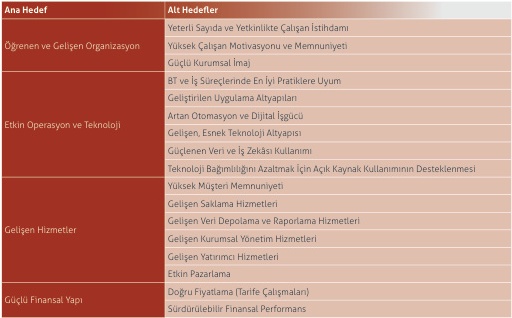 Ana Hedef Alt Hedefler
Öğrenen ve Gelişen Organizasyon
Yeterli Sayıda ve Yetkinlikte Çalışan İstihdamı
Yüksek Çalışan Motivasyonu ve Memnuniyeti
Güçlü Kurumsal İmaj
Etkin Operasyon ve Teknoloji
BT ve İş Süreçlerinde En İyi Pratiklere Uyum
Geliştirilen Uygulama Altyapıları
Artan Otomasyon ve Dijital İşgücü
Gelişen, Esnek Teknoloji Altyapısı
Güçlenen Veri ve İş Zekâsı Kullanımı
Teknoloji Bağımlılığını Azaltmak İçin Açık Kaynak Kullanımının Desteklenmesi
Gelişen Hizmetler
Yüksek Müşteri Memnuniyeti
Gelişen Saklama Hizmetleri
Gelişen Veri Depolama ve Raporlama Hizmetleri
Gelişen Kurumsal Yönetim Hizmetleri
Gelişen Yatırımcı Hizmetleri
Etkin Pazarlama
Güçlü Finansal Yapı
Doğru Fiyatlama (Tarife Çalışmaları)
Sürdürülebilir Finansal Performans